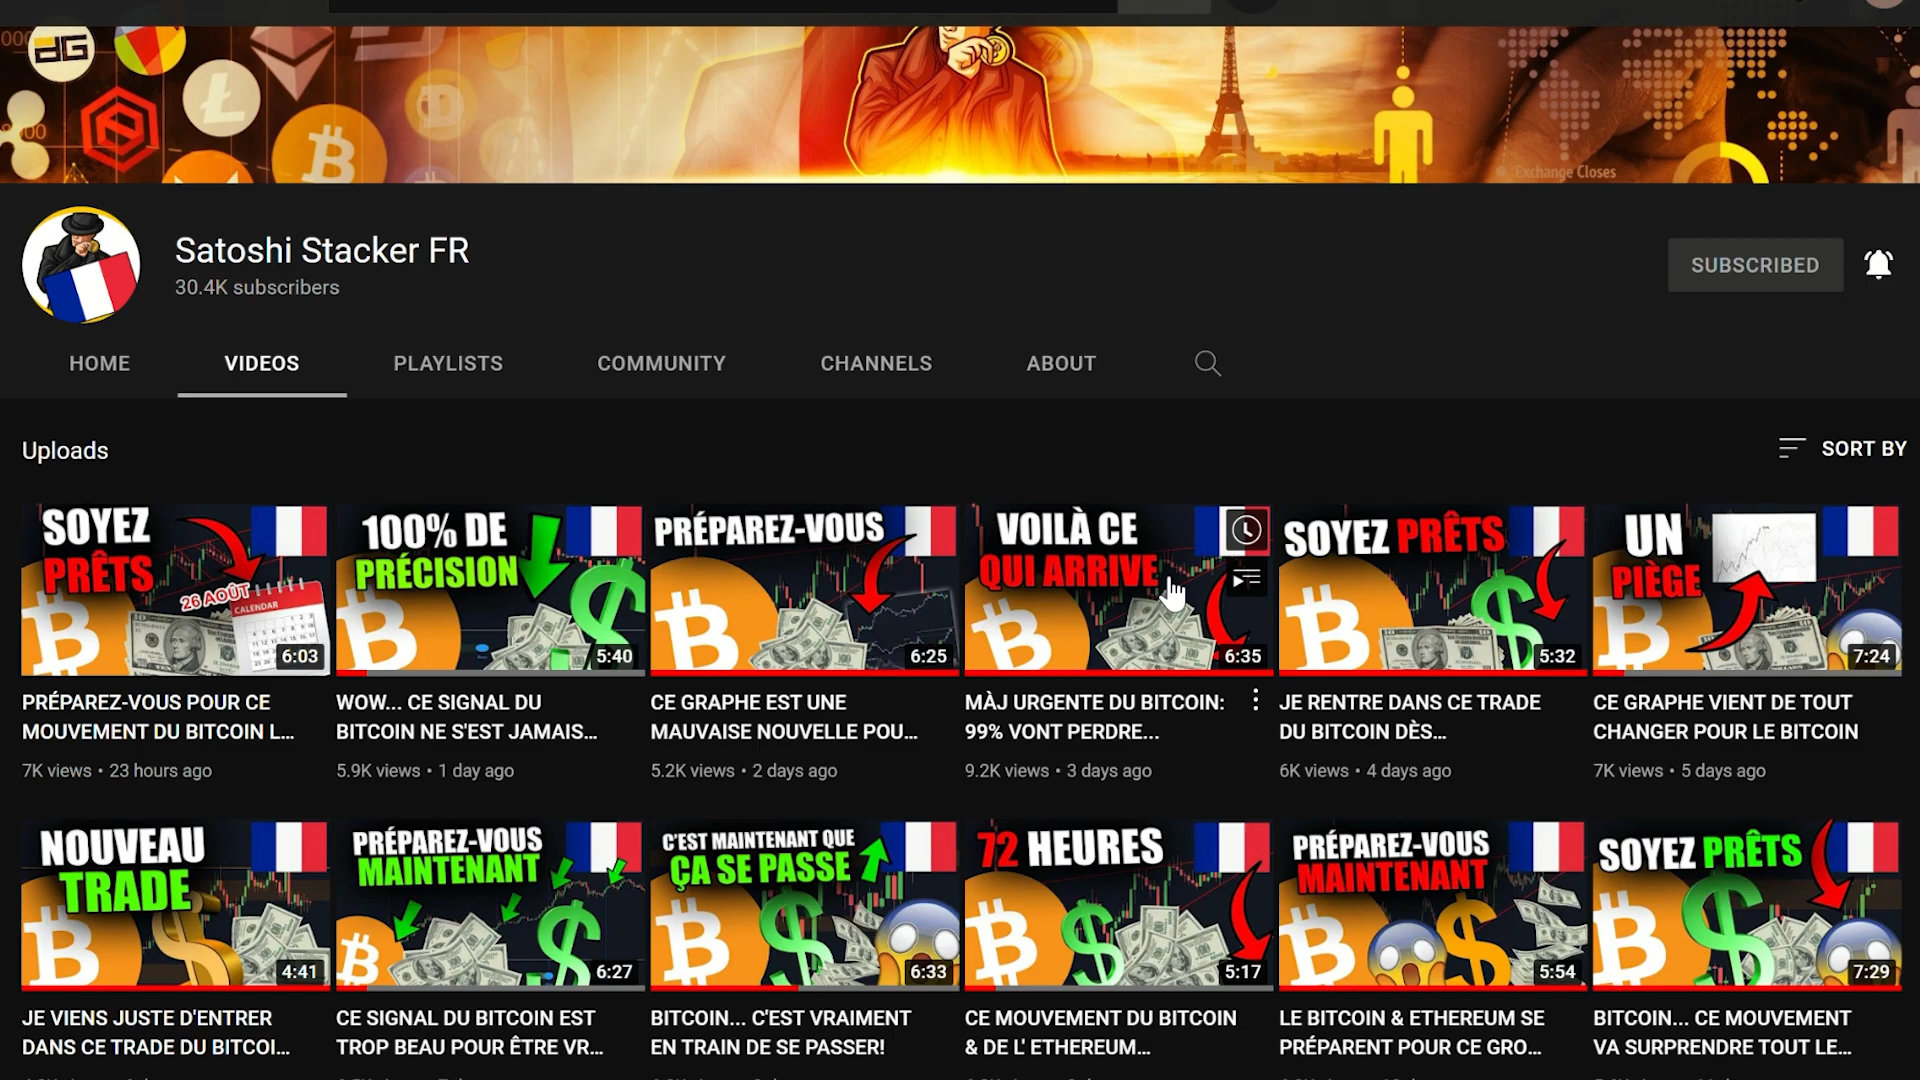 dG
Exchange Closes
Satoshi Stacker FR
30.4K subscribers
SUBSCRIBED
HOME
VIDEOS
PLAYLISTS
COMMUNITY
CHANNELS
ABOUT
Uploads
SORT BY
SOYEZ
PRÊTS
26 AOÛT
CALENDAR
6:03
PRÉPAREZ-VOUS POUR CE
MOUVEMENT DU BITCOIN L...
7K views • 23 hours ago
100% DE
PRÉCISION
5:40
WOW... CE SIGNAL DU
BITCOIN NE S'EST JAMAIS...
5.9K views • 1 day ago
PRÉPAREZ-VOUS
6:25
CE GRAPHE EST UNE
MAUVAISE NOUVELLE POU...
5.2K views • 2 days ago
VOILÀ CE
QUI ARRIVE
6:35
MÀJ URGENTE DU BITCOIN:
99% VONT PERDRE...
9.2K views • 3 days ago
SOYEZ PRÊTS
5:32
JE RENTRE DANS CE TRADE
DU BITCOIN DÈS...
6K views • 4 days ago
UN
PIÈGE
7:24
CE GRAPHE VIENT DE TOUT
CHANGER POUR LE BITCOIN
7K views • 5 days ago
NOUVEAU
TRADE
4:41
JE VIENS JUSTE D'ENTRER
DANS CE TRADE DU BITCOI...
PRÉPAREZ-VOUS
MAINTENANT
6:27
CE SIGNAL DU BITCOIN EST
TROP BEAU POUR ÊTRE VR...
C'EST MAINTENANT QUE
ÇA SE PASSE
6:33
BITCOIN... C'EST VRAIMENT
EN TRAIN DE SE PASSER!
72 HEURES
5:17
CE MOUVEMENT DU BITCOIN
& DE L' ETHEREUM...
PRÉPAREZ-VOUS
MAINTENANT
5:54
LE BITCOIN & ETHEREUM SE
PRÉPARENT POUR CE GRO...
SOYEZ PRÊTS
7:29
BITCOIN... CE MOUVEMENT
VA SURPRENDRE TOUT LE...